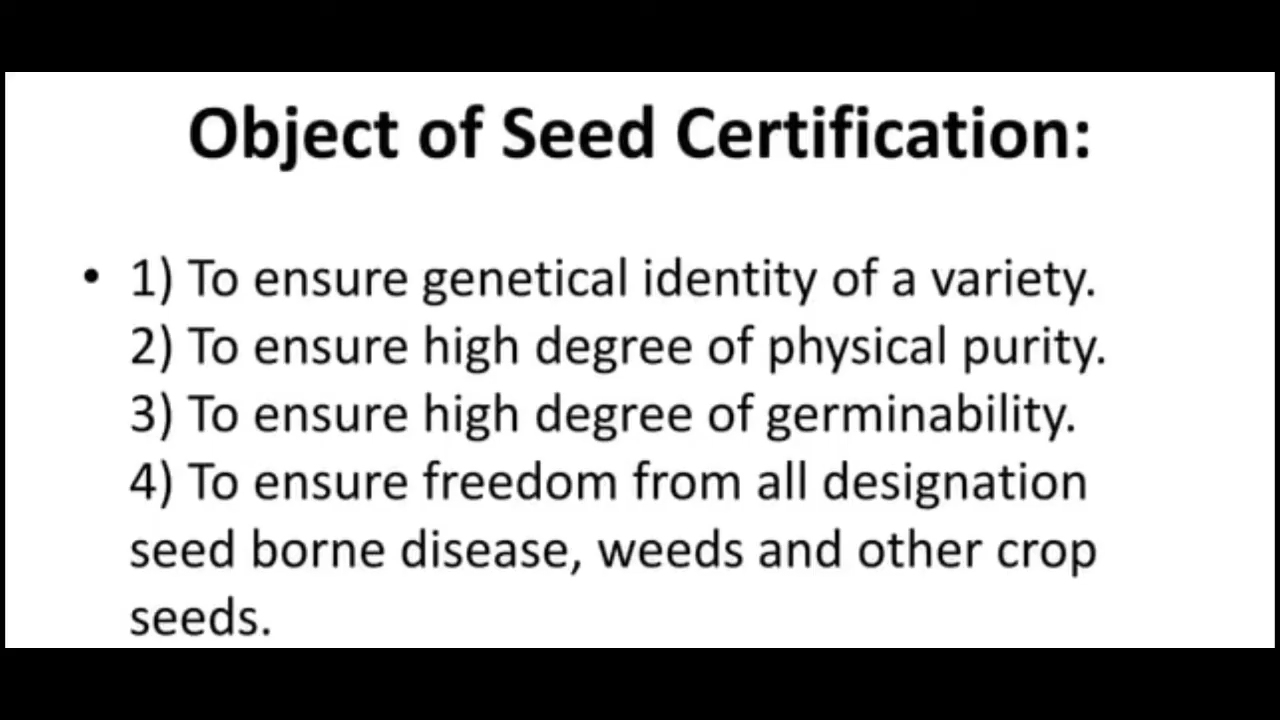 Object of Seed Certification:
• 1) To ensure genetical identity of a variety.
2) To ensure high degree of physical purity.
3) To ensure high degree of germinability.
4) To ensure freedom from all designation
seed borne disease, weeds and other crop
seeds.